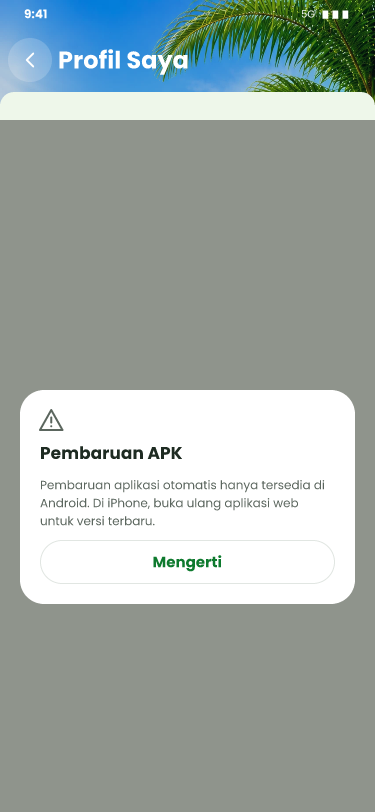 9:41
5G
Profil Saya
Pembaruan APK
Pembaruan aplikasi otomatis hanya tersedia di
Android. Di iPhone, buka ulang aplikasi web
untuk versi terbaru.
Mengerti